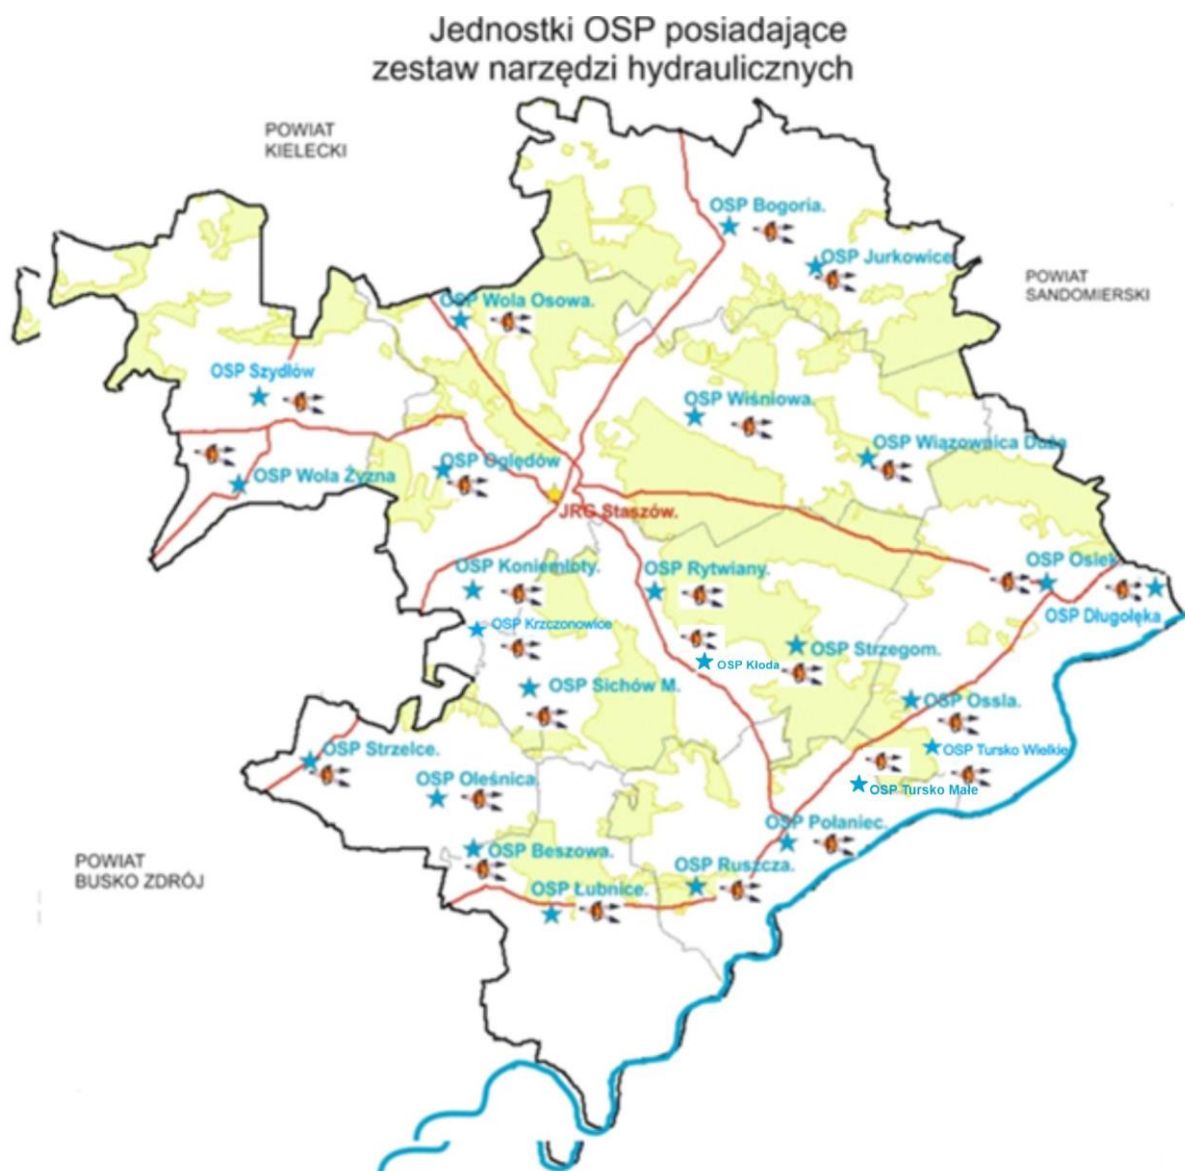 Jednostki OSP posiadające
zestaw narzędzi hydraulicznych
POWIAT
KIELECKI
OSP Bogoria.
OSP Jurkowice
POWIAT
SANDOMIERSKI
OSP Wola Osowa.
OSP Szydłów
OSP Wiśniowa.
OSP Wiązownica Duża
OSP Oględów
OSP Wola Żyzna
JRG Staszów.
OSP Koniemłoty.
OSP Rytwiany.
OSP Osiek
OSP Długołęka
OSP Krzczonowice
OSP Strzegom.
OSP Kłoda
OSP Sichów M.
OSP Ossla.
OSP Strzelce.
OSP Tursko Wielkie
OSP Oleśnica.
OSP Tursko Małe
OSP Połaniec.
OSP Beszowa.
OSP Ruszcza.
POWIAT
BUSKO ZDRÓJ
OSP Łubnice.